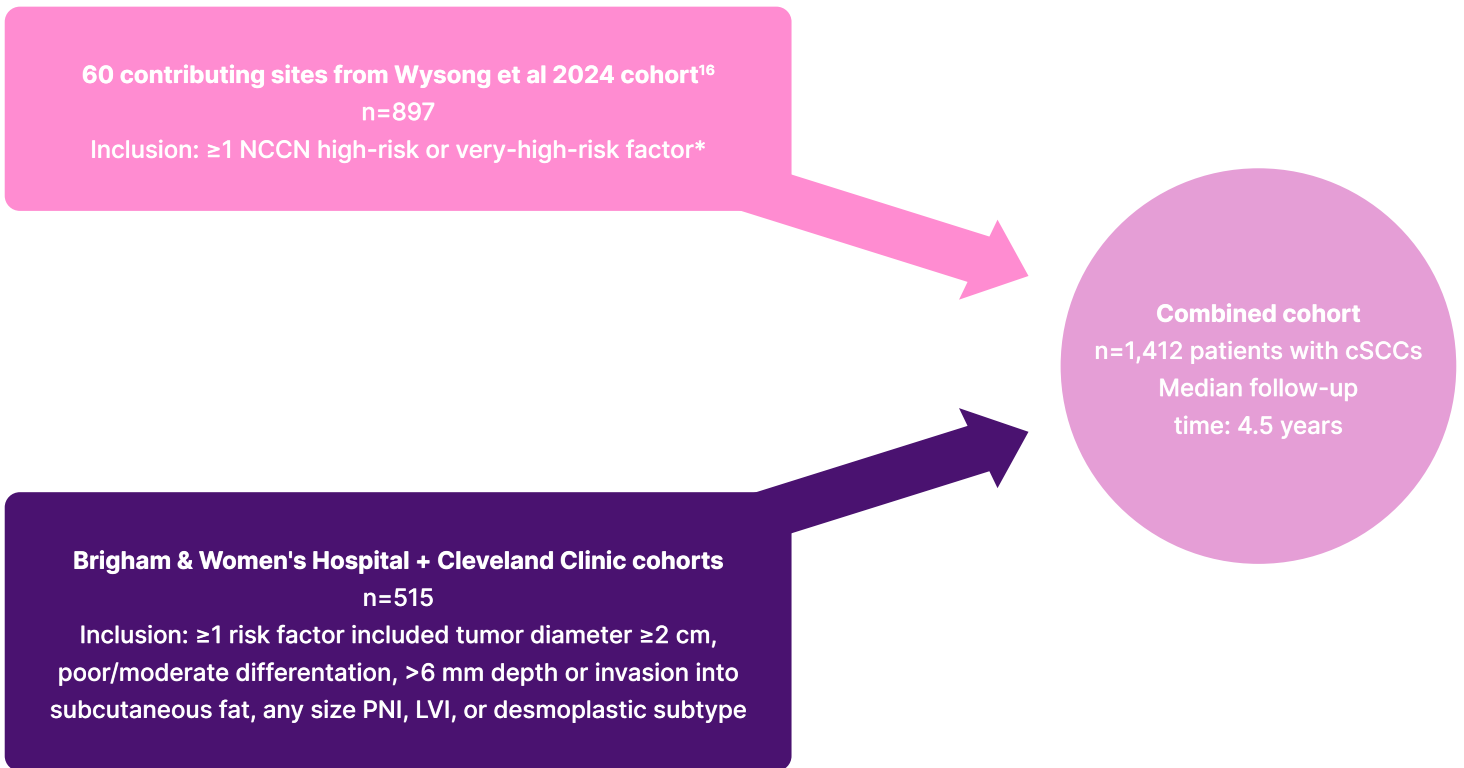 60 contributing sites from Wysong et al 2024 cohort¹⁶
n=897
Inclusion: ≥1 NCCN high-risk or very-high-risk factor*
Combined cohort
n=1,412 patients with cSCCs
Median follow-up
time: 4.5 years
Brigham & Women's Hospital + Cleveland Clinic cohorts
n=515
Inclusion: ≥1 risk factor included tumor diameter ≥2 cm,
poor/moderate differentation, >6 mm depth or invasion into
subcutaneous fat, any size PNI, LVI, or desmoplastic subtype